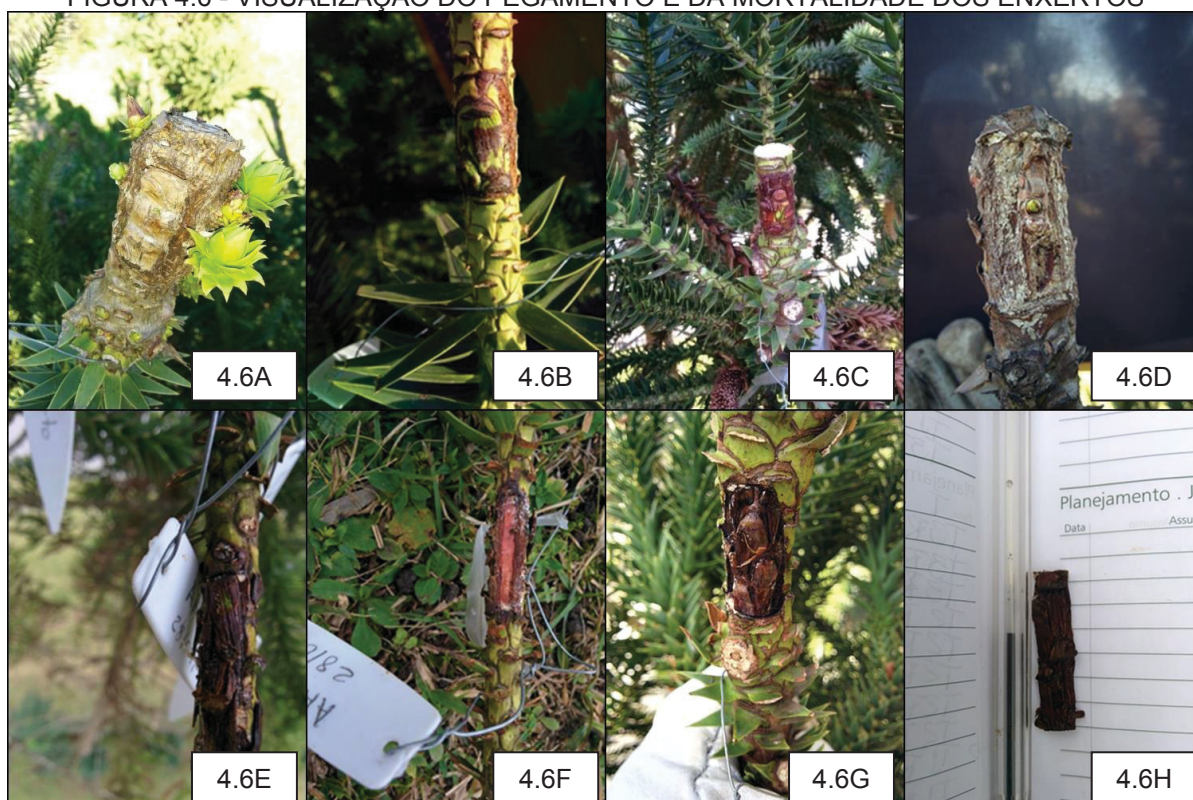 FIGURA 4.6 - VISUALIZAÇÃO DO PEGAMENTO E DA MORTALIDADE DOS ENXERTOS
4.6A
4.6B
4.6C
4.6D
4.6E
4.6F
4.6G
4.6H
Planejamento . J
Data
Assu